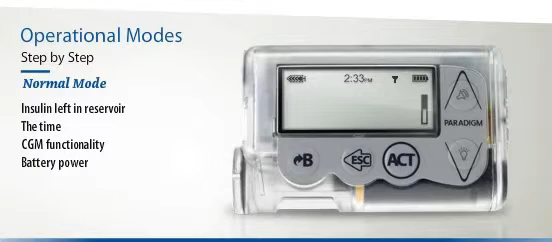 Operational Modes
Step by Step
Normal Mode
Insulin left in reservoir
The time
CGM functionality
Battery power
2:33PM
PARADIGM
B
ESC
ACT